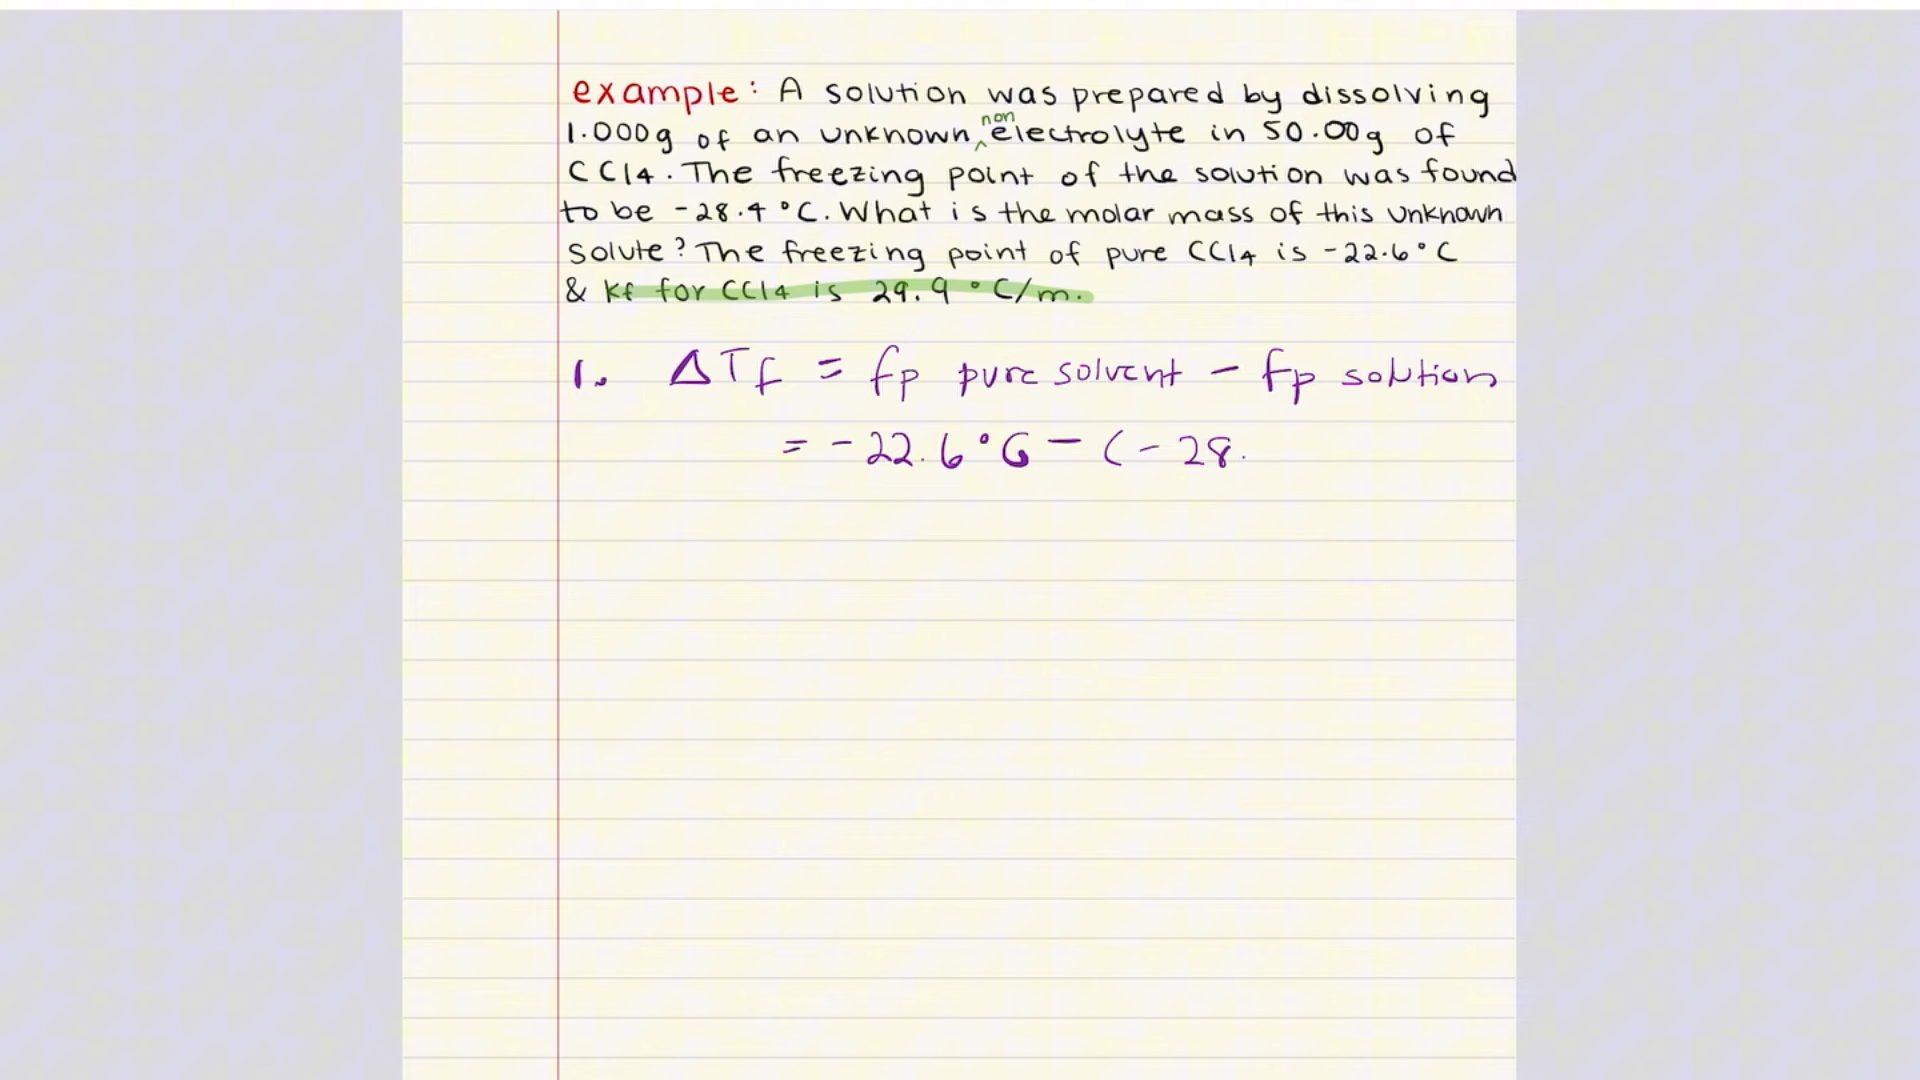 example: A solution was prepared by dissolving
1.000g of an unknown nonelectrolyte in 50.00g of
CCl4. The freezing point of the solution was found
to be -28.4 °C. What is the molar mass of this unknown
solute? The freezing point of pure CCl4 is -22.6°C
& Kf for CCl4 is 29.9 °C/m.
1. ΔTf = fp pure solvent - fp solution
= -22.6°C - (-28.